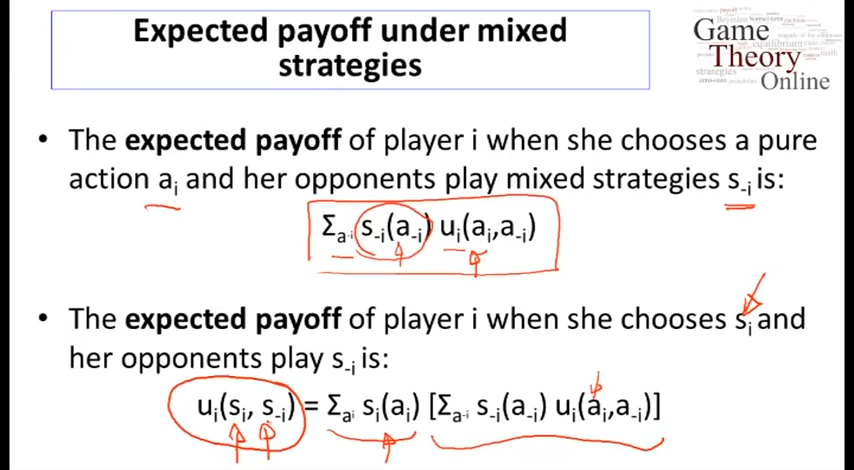 Expected payoff under mixed
strategies
Game
Theory
Online
equilibrium
strategies
• The expected payoff of player i when she chooses a pure
action aᵢ and her opponents play mixed strategies s₋ᵢ is:
Σₐ₋ᵢ s₋ᵢ(a₋ᵢ) uᵢ(aᵢ,a₋ᵢ)
• The expected payoff of player i when she chooses sᵢ and
her opponents play s₋ᵢ is:
uᵢ(sᵢ, s₋ᵢ) = Σₐᵢ sᵢ(aᵢ) [Σₐ₋ᵢ s₋ᵢ(a₋ᵢ) uᵢ(aᵢ,a₋ᵢ)]